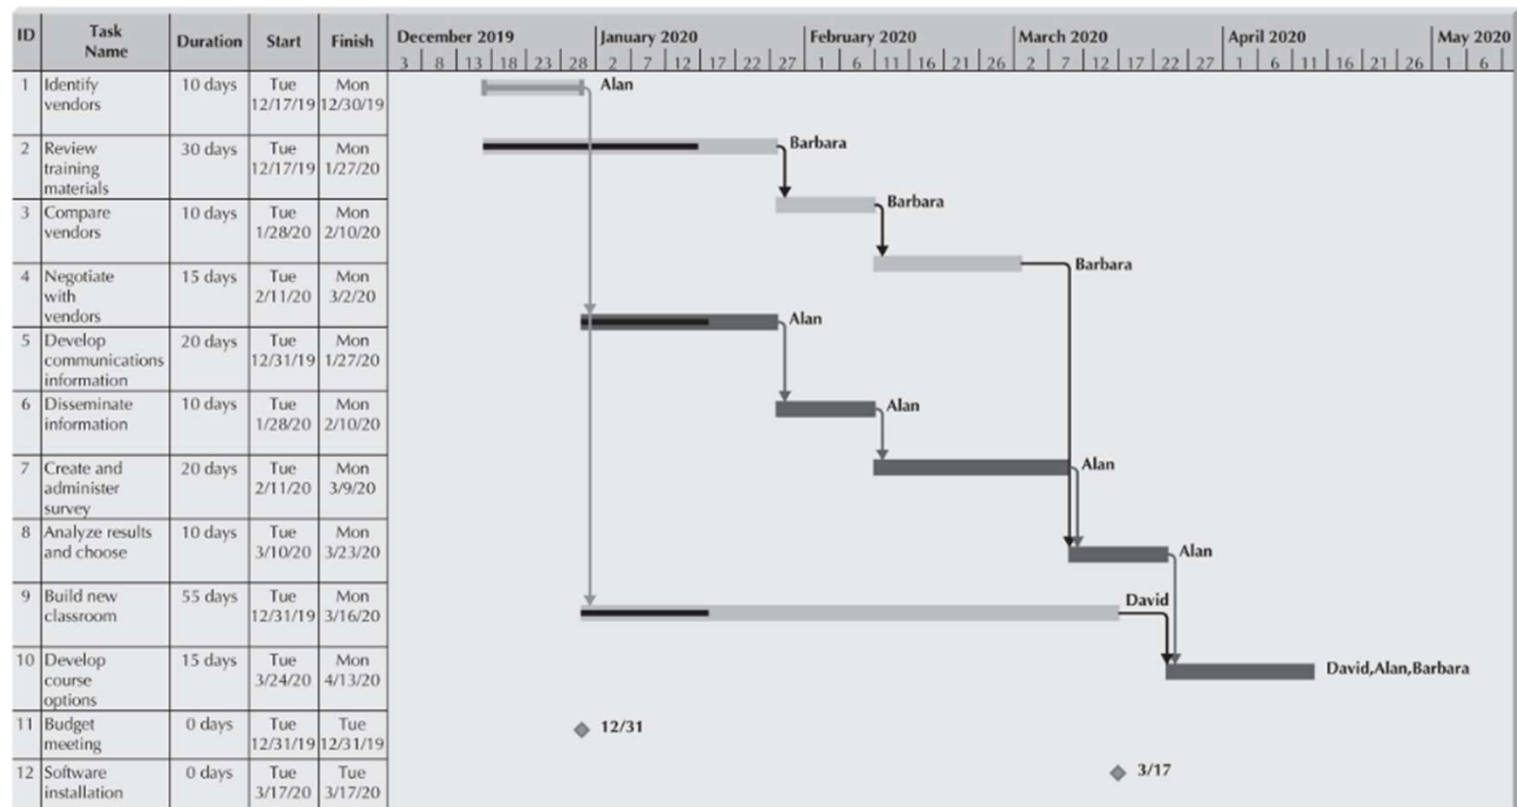 ID Task Name Duration Start Finish December 2019 January 2020 February 2020 March 2020 April 2020 May 2020
3 8 13 18 23 28 2 7 12 17 22 27 1 6 11 16 21 26 2 7 12 17 22 27 1 6 11 16 21 26 1 6
1 Identify 10 days Tue Mon Alan
vendors 12/17/19 12/30/19
2 Review 30 days Tue Mon Barbara
training 12/17/19 1/27/20
materials
3 Compare 10 days Tue Mon Barbara
vendors 1/28/20 2/10/20
4 Negotiate 15 days Tue Mon Barbara
with 2/11/20 3/2/20
vendors
5 Develop 20 days Tue Mon Alan
communications 12/31/19 1/27/20
information
6 Disseminate 10 days Tue Mon Alan
information 1/28/20 2/10/20
7 Create and 20 days Tue Mon Alan
administer 2/11/20 3/9/20
survey
8 Analyze results 10 days Tue Mon Alan
and choose 3/10/20 3/23/20
9 Build new 55 days Tue Mon David
classroom 12/31/19 3/16/20
10 Develop 15 days Tue Mon David,Alan,Barbara
course 3/24/20 4/13/20
options
11 Budget 0 days Tue Tue 12/31
meeting 12/31/19 12/31/19
12 Software 0 days Tue Tue 3/17
installation 3/17/20 3/17/20